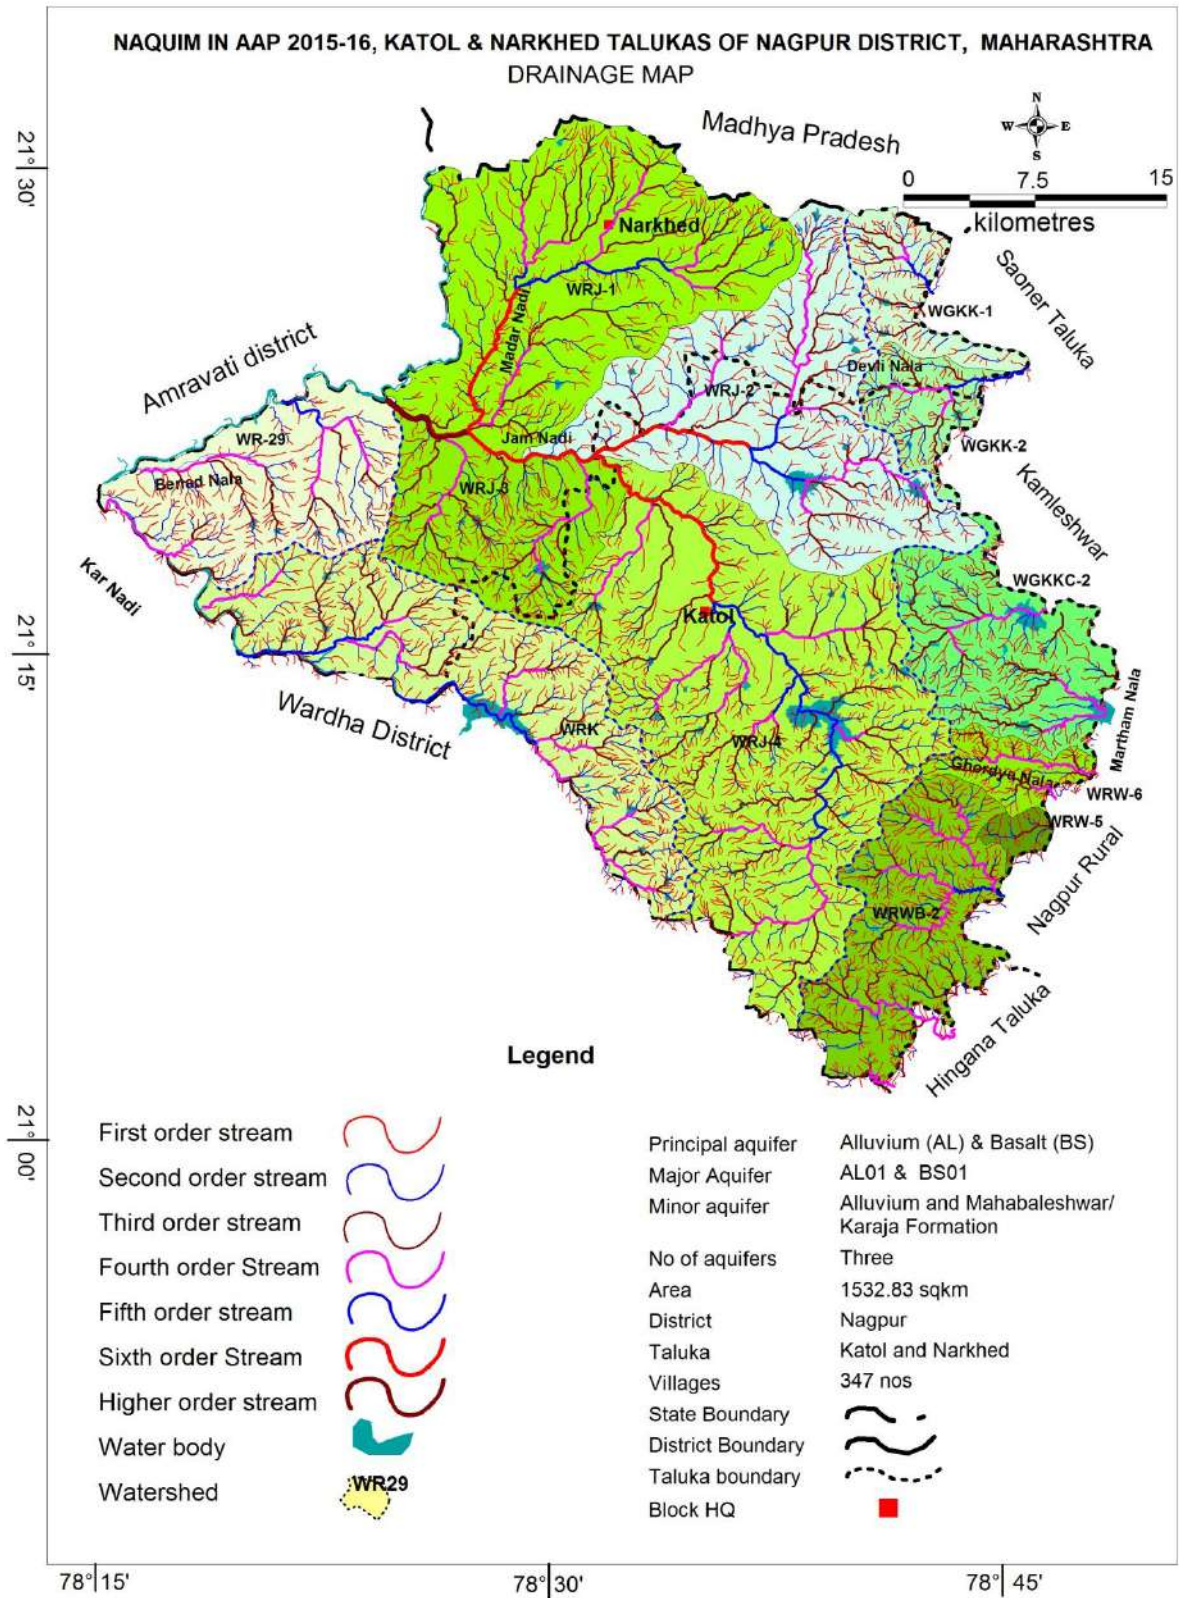 NAQUIM IN AAP 2015-16, KATOL & NARKHED TALUKAS OF NAGPUR DISTRICT, MAHARASHTRA
DRAINAGE MAP
Madhya Pradesh
N
W E
S
0 7.5 15
kilometres
21° 30'
Narkhed
Saoner Taluka
WRJ-1
WGKK-1
Madar Nadi
Amravati district
Devli Nala
WRJ-2
WR-29
Jam Nadi
WGKK-2
Benad Nala
WRJ-3
Kamleshwar
Kar Nadi
WGKKC-2
Katol
21° 15'
Wardha District
Martham Nala
WRK
WRJ-4
Ghordya Nala
WRW-6
WRW-5
Nagpur Rural
WRWB-2
Hingana Taluka
Legend
21° 00'
First order stream
Second order stream
Third order stream
Fourth order Stream
Fifth order stream
Sixth order Stream
Higher order stream
Water body
Watershed WR29
Principal aquifer Alluvium (AL) & Basalt (BS)
Major Aquifer AL01 & BS01
Minor aquifer Alluvium and Mahabaleshwar/
Karaja Formation
No of aquifers Three
Area 1532.83 sqkm
District Nagpur
Taluka Katol and Narkhed
Villages 347 nos
State Boundary
District Boundary
Taluka boundary
Block HQ
78° 15' 78° 30' 78° 45'